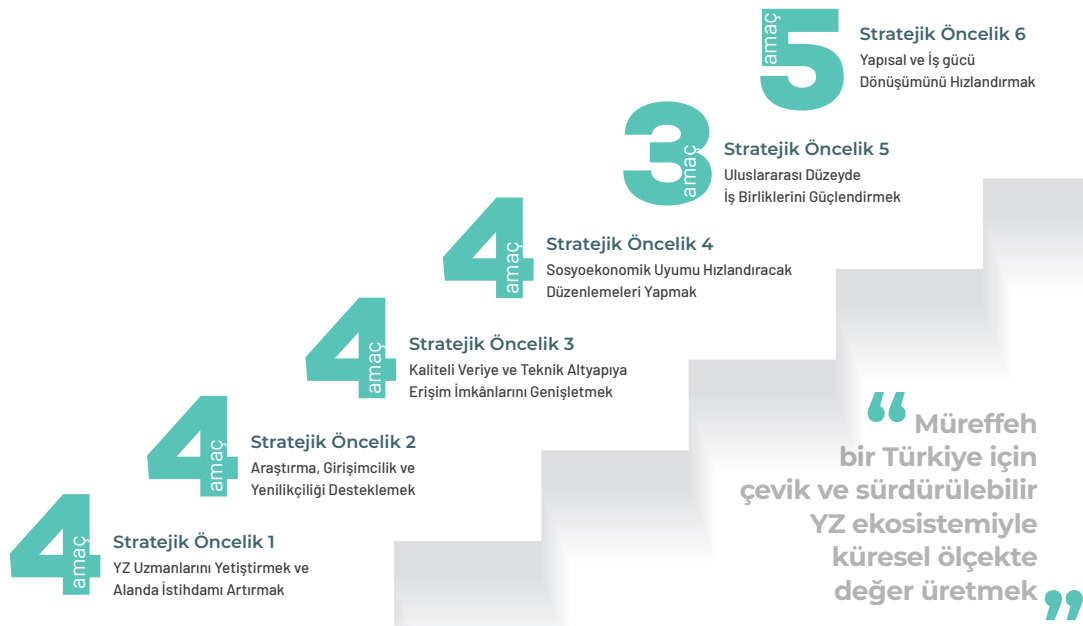 5
amaç
Stratejik Öncelik 6
Yapısal ve İş gücü
Dönüşümünü Hızlandırmak
3
amaç
Stratejik Öncelik 5
Uluslararası Düzeyde
İş Birliklerini Güçlendirmek
4
amaç
Stratejik Öncelik 4
Sosyoekonomik Uyumu Hızlandıracak
Düzenlemeleri Yapmak
4
amaç
Stratejik Öncelik 3
Kaliteli Veriye ve Teknik Altyapıya
Erişim İmkânlarını Genişletmek
4
amaç
Stratejik Öncelik 2
Araştırma, Girişimcilik ve
Yenilikçiliği Desteklemek
4
amaç
Stratejik Öncelik 1
YZ Uzmanlarını Yetiştirmek ve
Alanda İstihdamı Artırmak
“ Müreffeh
bir Türkiye için
çevik ve sürdürülebilir
YZ ekosistemiyle
küresel ölçekte
değer üretmek ”